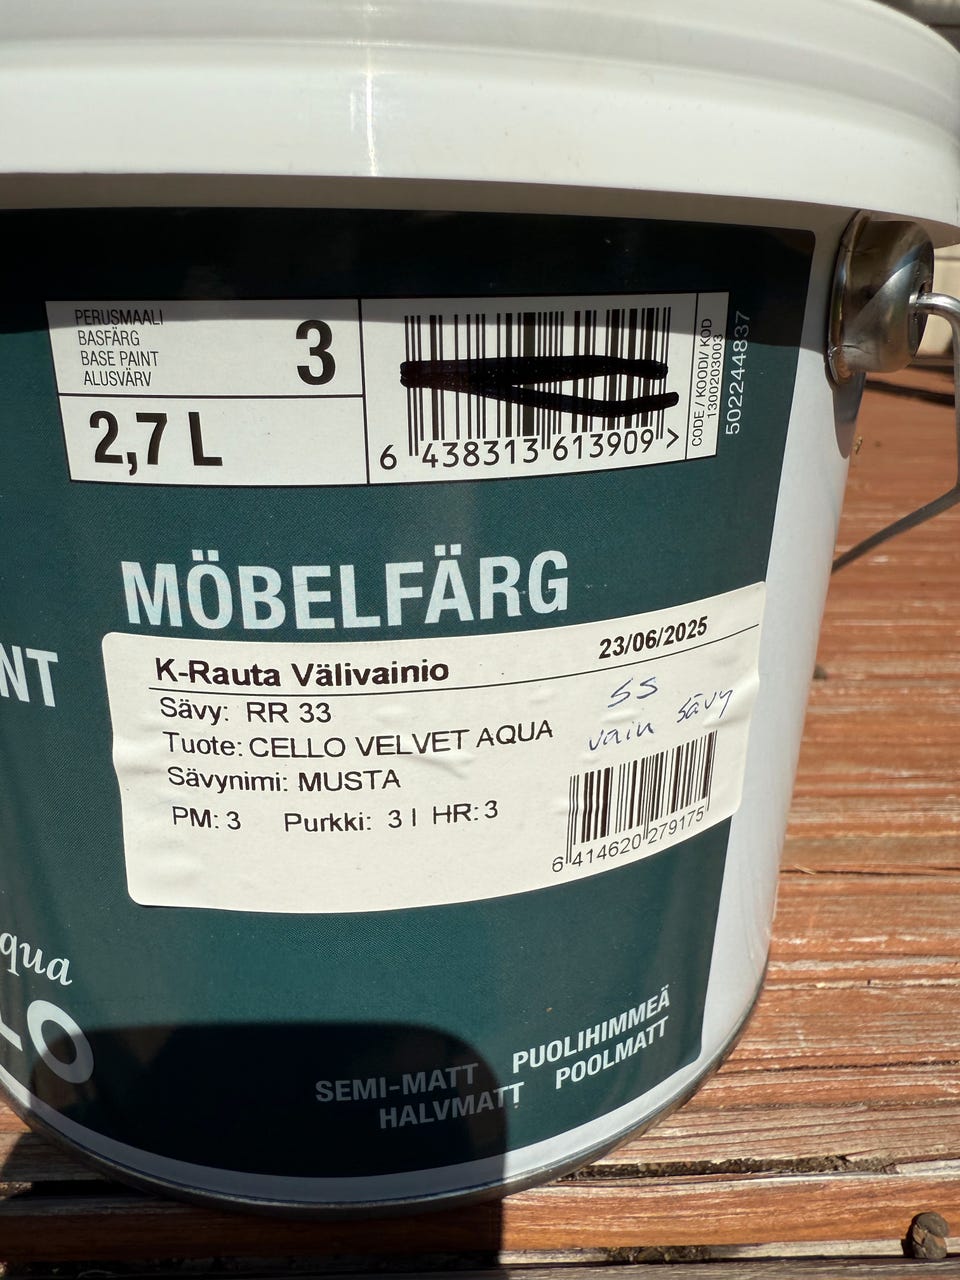 PERUSMAALI
BASFÄRG
BASE PAINT
ALUSVÄRV
3
2,7 L
6 438313 613909 >
CODE / KOODI/ KOD
1300203003
502244837
MÖBELFÄRG
NT
K-Rauta Välivainio 23/06/2025
Sävy: RR 33
SS
Tuote: CELLO VELVET AQUA
vain sävy
Sävynimi: MUSTA
PM: 3 Purkki: 3 l HR: 3
6 414620 279175
qua
LO
SEMI-MATT PUOLIHIMMEÄ
HALVMATT POOLMATT